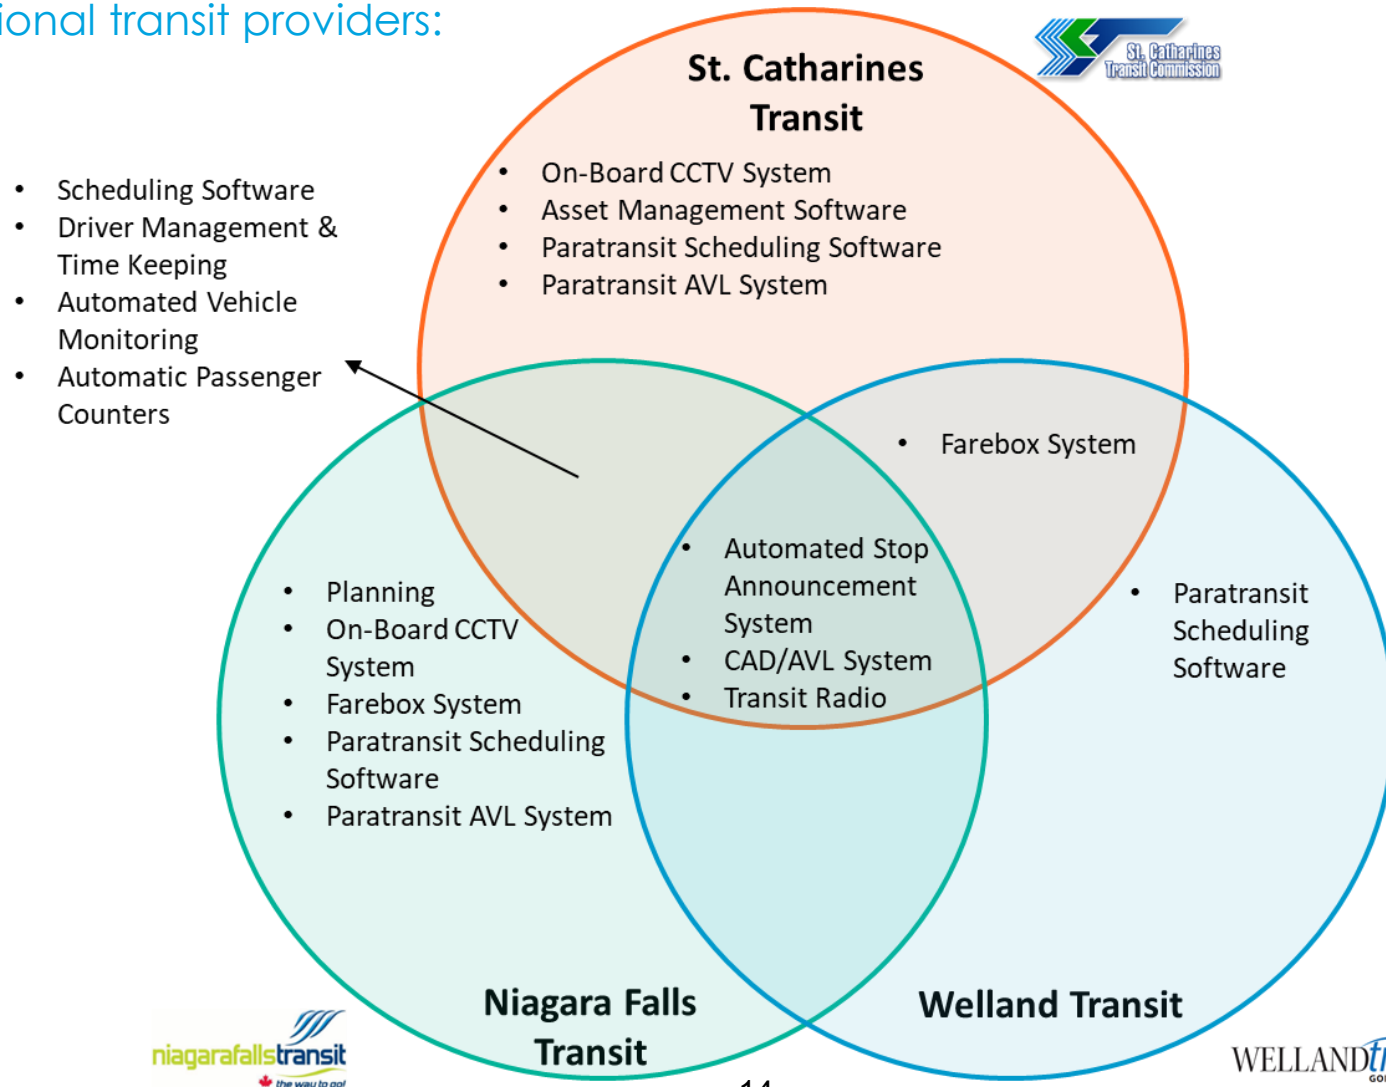 ional transit providers:
St. Catharines
Transit Commission
St. Catharines
Transit
• On-Board CCTV System
• Asset Management Software
• Paratransit Scheduling Software
• Paratransit AVL System
• Scheduling Software
• Driver Management &
Time Keeping
• Automated Vehicle
Monitoring
• Automatic Passenger
Counters
• Farebox System
• Automated Stop
Announcement
System
• CAD/AVL System
• Transit Radio
• Planning
• On-Board CCTV
System
• Farebox System
• Paratransit Scheduling
Software
• Paratransit AVL System
• Paratransit
Scheduling
Software
Niagara Falls
Transit
Welland Transit
niagarafallstransit
the way to go!
WELLANDtr
GO
14